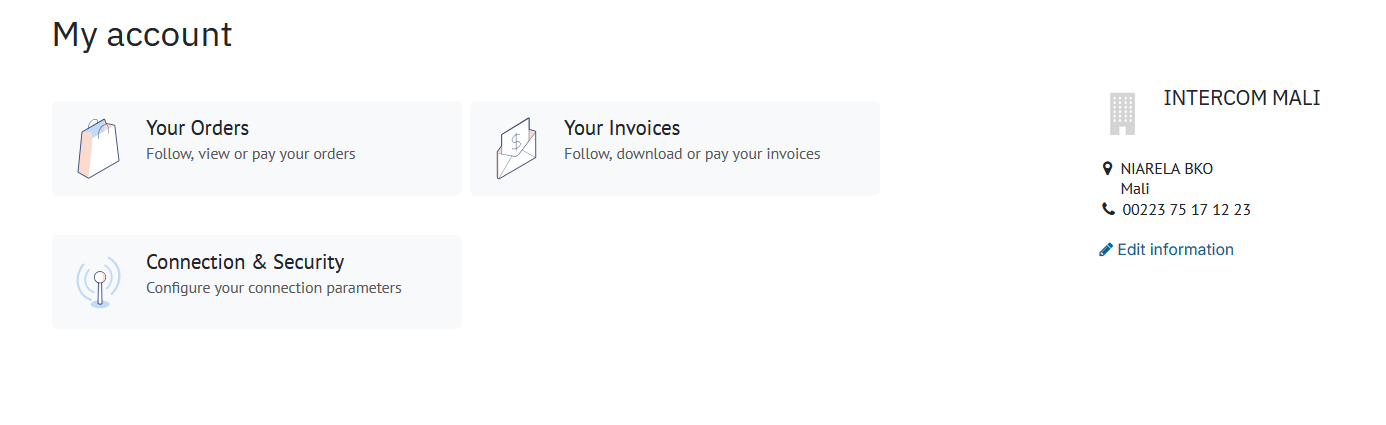 My account
Your Orders
Follow, view or pay your orders
Your Invoices
$
Follow, download or pay your invoices
Connection & Security
Configure your connection parameters
INTERCOM MALI
NIARELA BKO
Mali
00223 75 17 12 23
Edit information